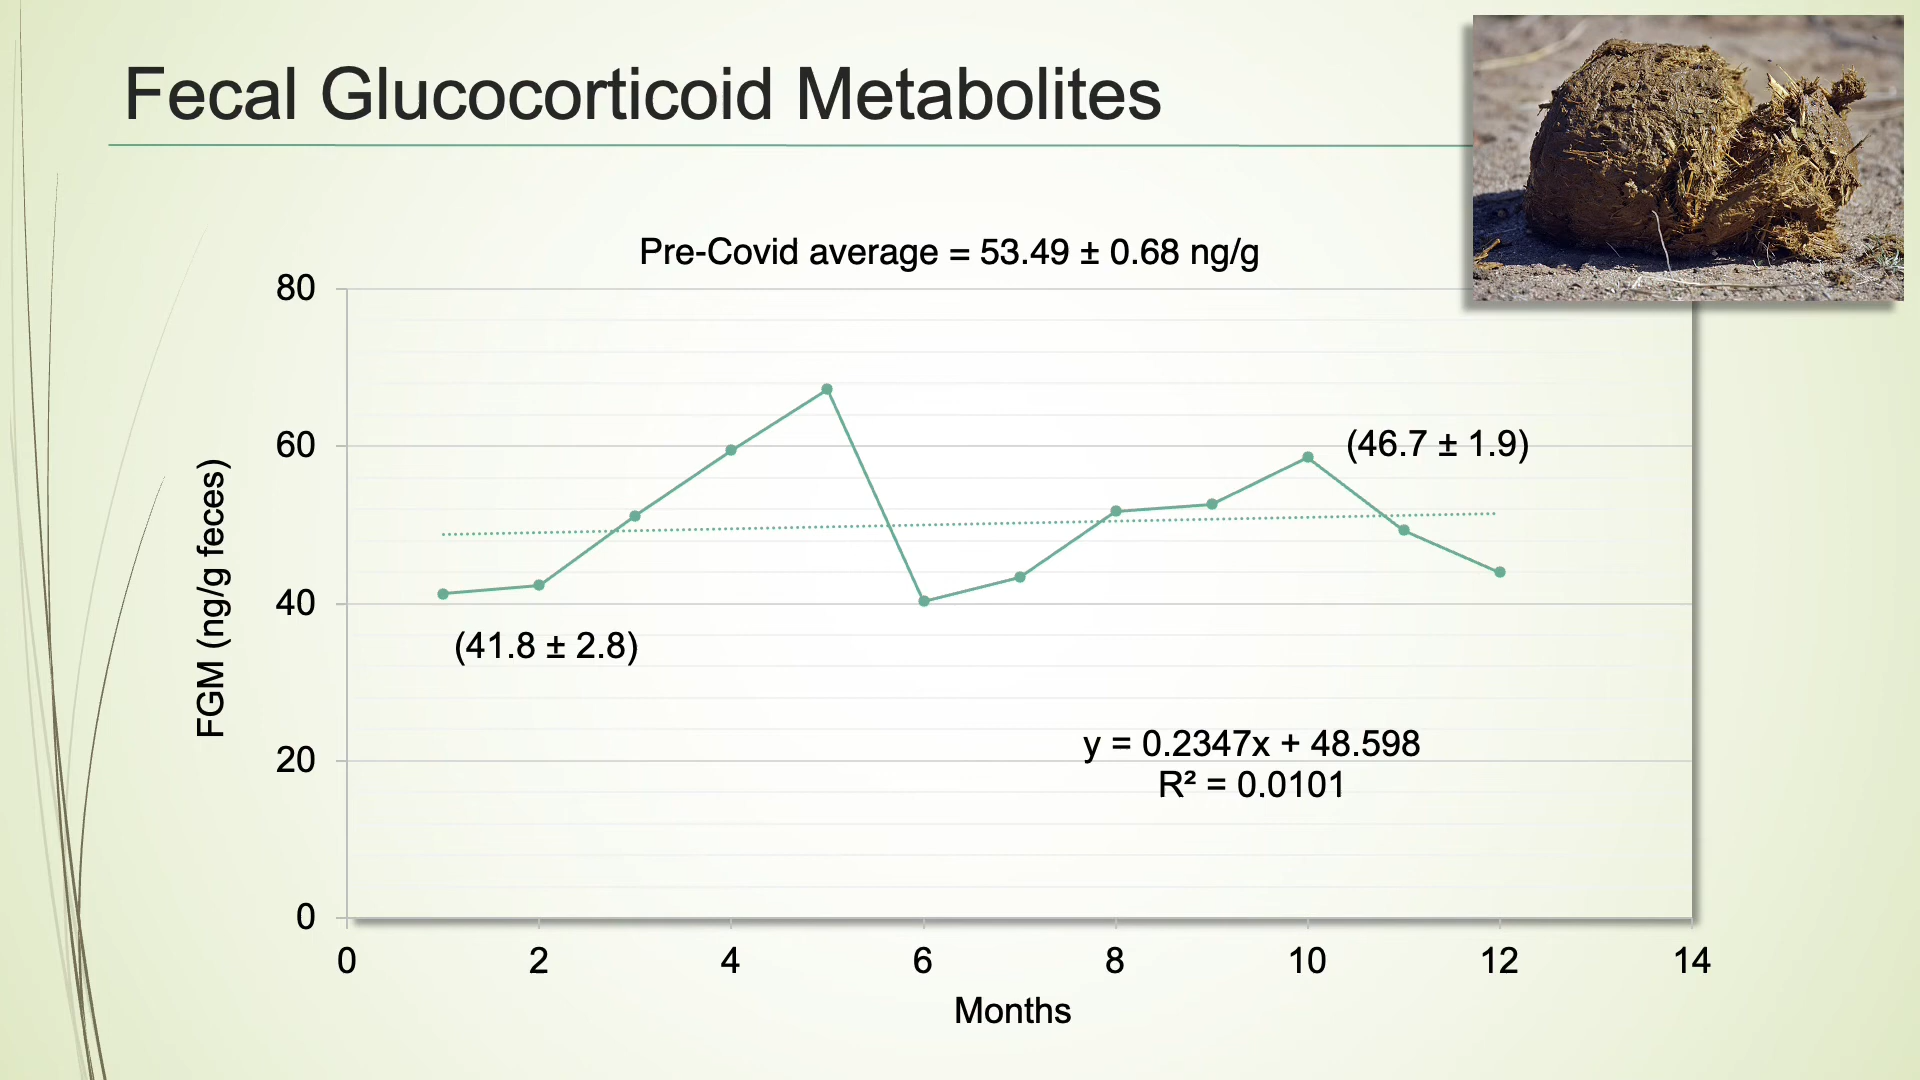 Fecal Glucocorticoid Metabolites
Pre-Covid average = 53.49 ± 0.68 ng/g
80
60
40
20
0
FGM (ng/g feces)
(46.7 ± 1.9)
(41.8 ± 2.8)
y = 0.2347x + 48.598
R² = 0.0101
0 2 4 6 8 10 12 14
Months